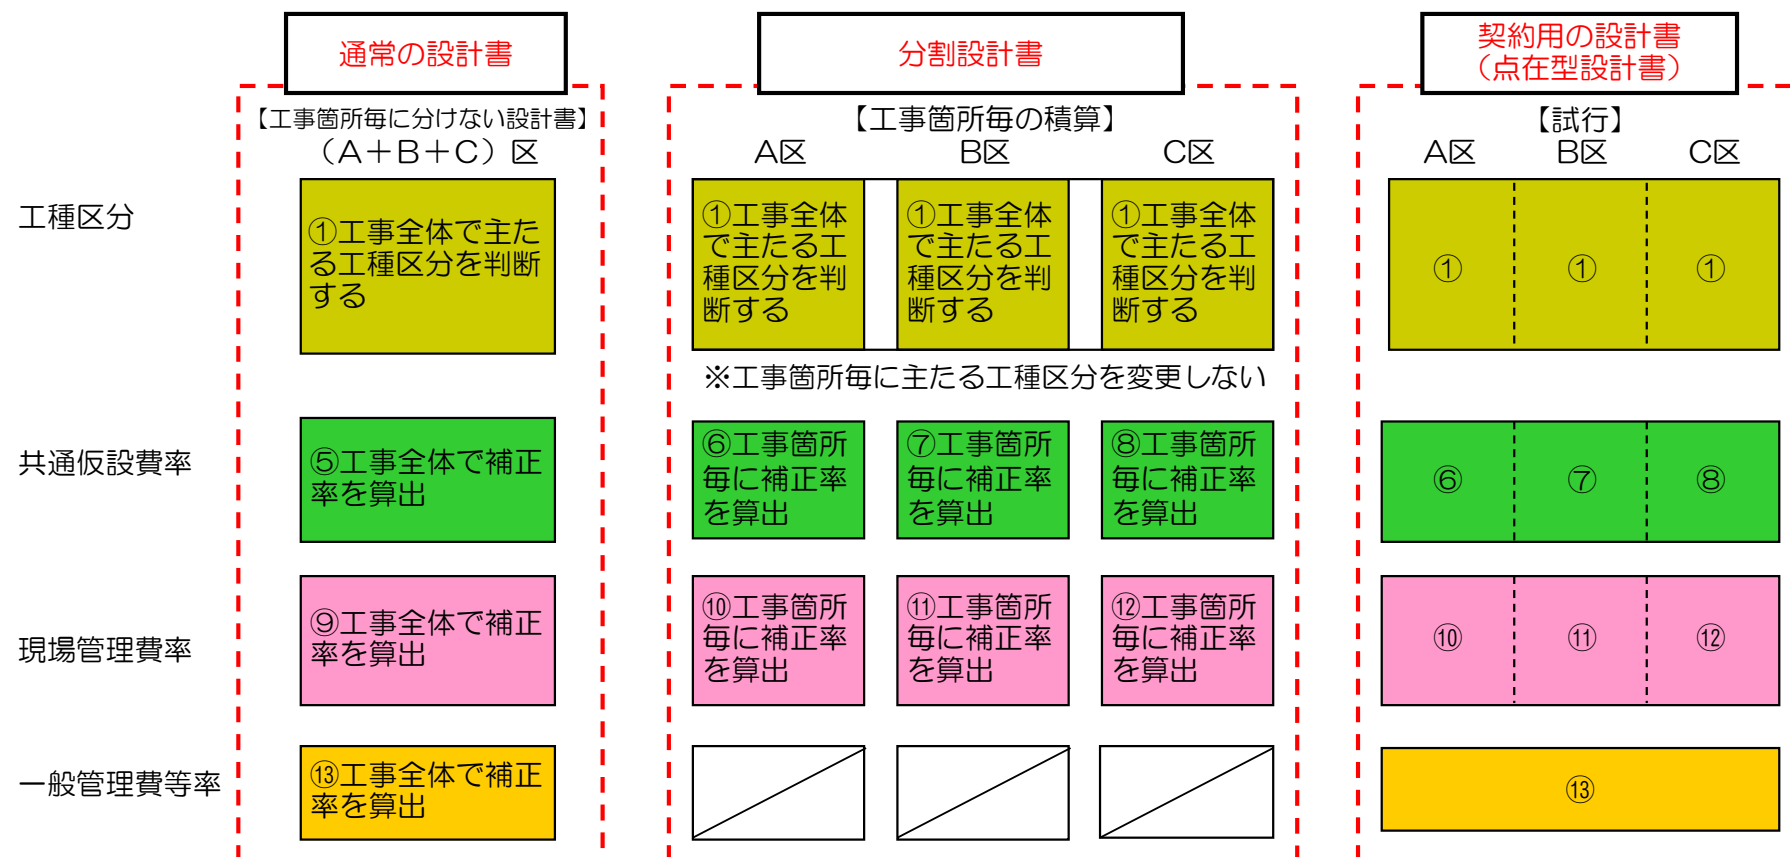 通常の設計書
分割設計書
契約用の設計書
（点在型設計書）
【工事箇所毎に分けない設計書】
（A＋B＋C）区
【工事箇所毎の積算】
A区
B区
C区
【試行】
A区
B区
C区
工種区分
①工事全体で主た
る工種区分を判断
する
①工事全体
で主たる工
種区分を判
断する
①工事全体
で主たる工
種区分を判
断する
①工事全体
で主たる工
種区分を判
断する
①
①
①
※工事箇所毎に主たる工種区分を変更しない
共通仮設費率
⑤工事全体で補正
率を算出
⑥工事箇所
毎に補正率
を算出
⑦工事箇所
毎に補正率
を算出
⑧工事箇所
毎に補正率
を算出
⑥
⑦
⑧
現場管理費率
⑨工事全体で補正
率を算出
⑩工事箇所
毎に補正率
を算出
⑪工事箇所
毎に補正率
を算出
⑫工事箇所
毎に補正率
を算出
⑩
⑪
⑫
一般管理費等率
⑬工事全体で補正
率を算出
⑬